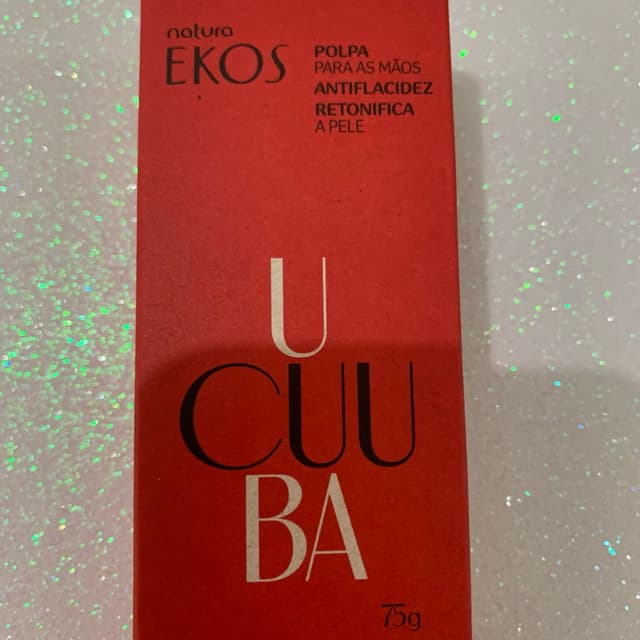 natura
EKOS
POLPA
PARA AS MÃOS
ANTIFLACIDEZ
RETONIFICA
A PELE
U
CUU
BA
75g